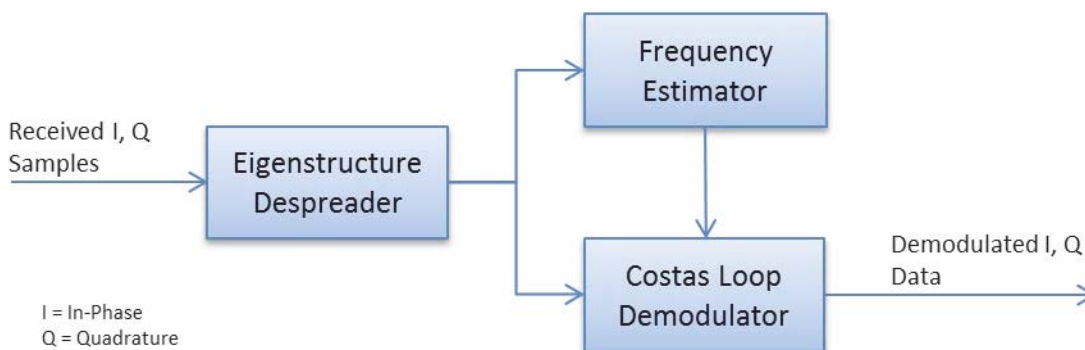 Received I, Q
Samples
Eigenstructure
Despreader
Frequency
Estimator
Costas Loop
Demodulator
Demodulated I, Q
Data
I = In-Phase
Q = Quadrature